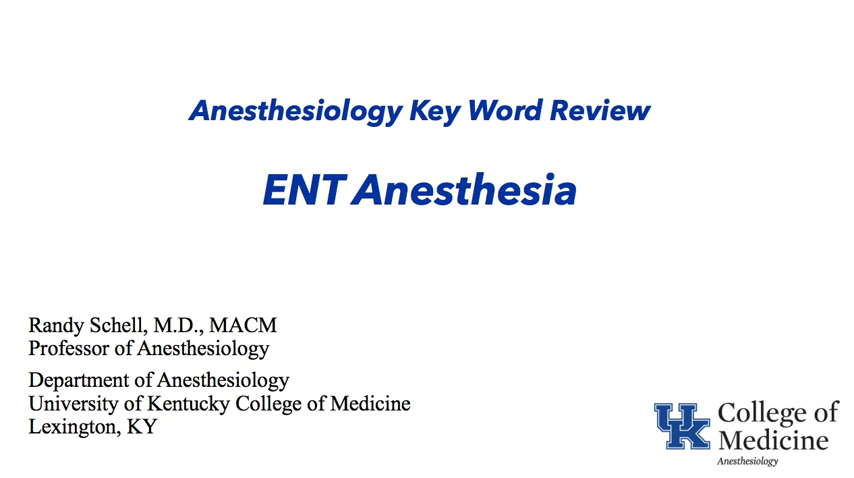 Anesthesiology Key Word Review
ENT Anesthesia
Randy Schell, M.D., MACM
Professor of Anesthesiology
Department of Anesthesiology
University of Kentucky College of Medicine
Lexington, KY
UK
College of
Medicine
Anesthesiology